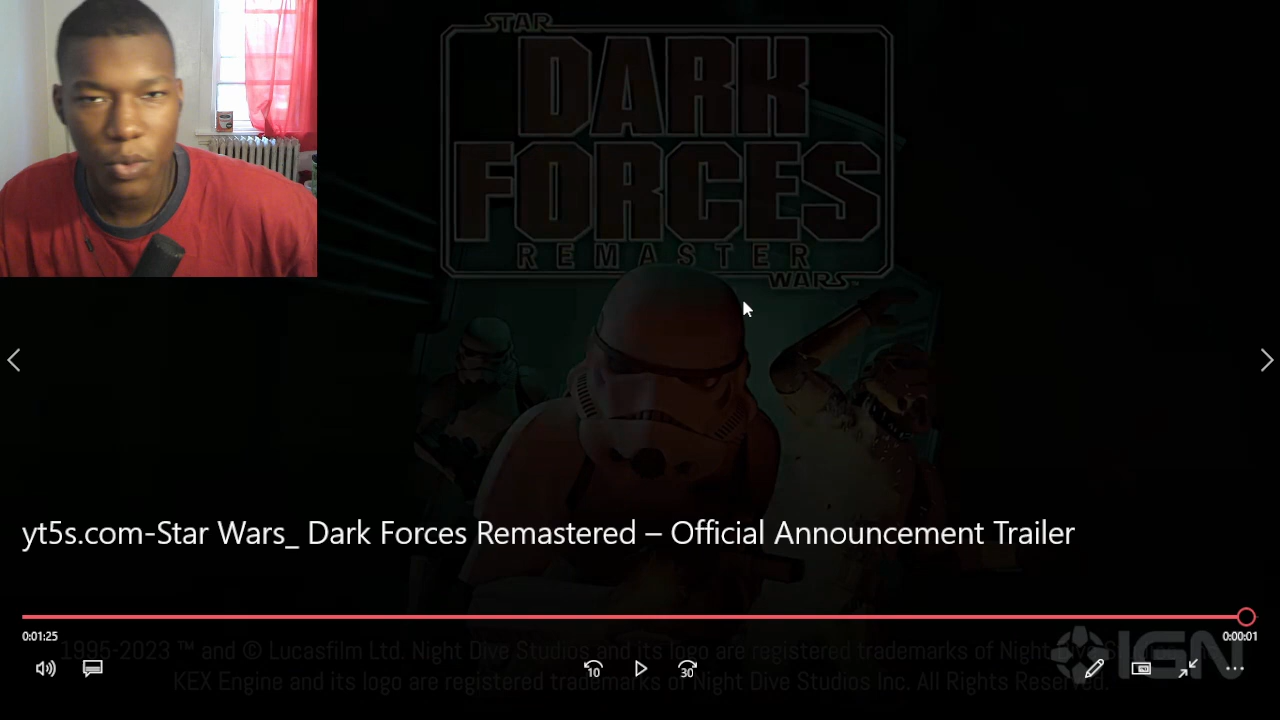 STAR
DARK
FORCES
REMASTER
WARS™
yt5s.com-Star Wars_ Dark Forces Remastered – Official Announcement Trailer
0:01:25
0:00:01
1995-2023 ™ and © Lucasfilm Ltd. Night Dive Studios and its logo are registered trademarks of Night Dive
KEX Engine and its logo are registered trademarks of Night Dive Studios Inc. All Rights Reserved.
IGN
10
30